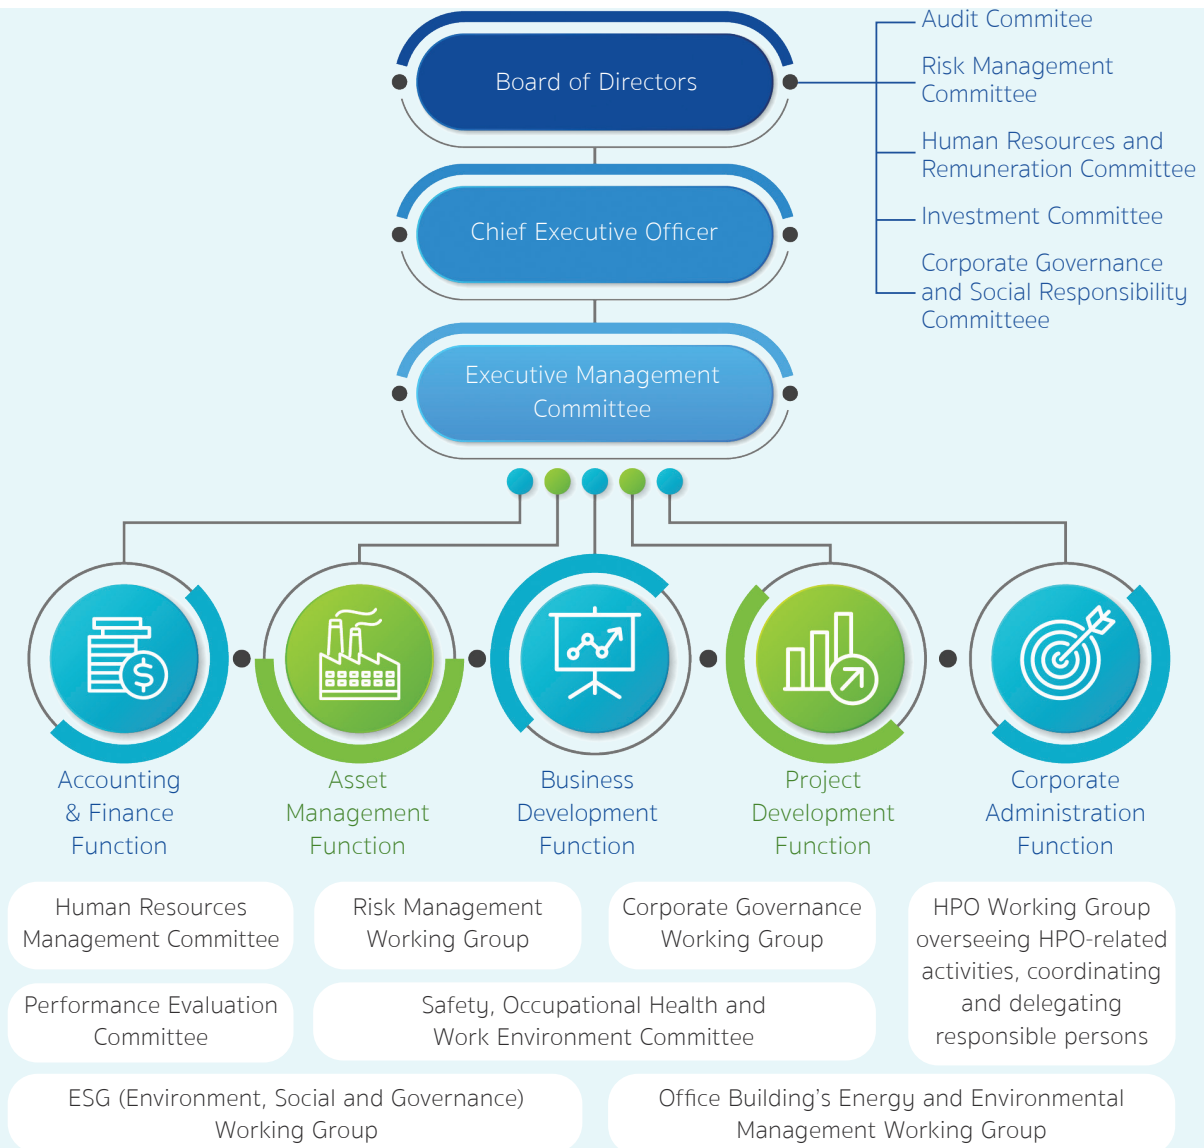 Board of Directors
Audit Commitee
Risk Management
Committee
Human Resources and
Remuneration Committee
Investment Committee
Corporate Governance
and Social Responsibility
Committeee
Chief Executive Officer
Executive Management
Committee
$
Accounting
& Finance
Function
Asset
Management
Function
Business
Development
Function
Project
Development
Function
Corporate
Administration
Function
Human Resources
Management Committee
Risk Management
Working Group
Corporate Governance
Working Group
HPO Working Group
overseeing HPO-related
activities, coordinating
and delegating
responsible persons
Performance Evaluation
Committee
Safety, Occupational Health and
Work Environment Committee
ESG (Environment, Social and Governance)
Working Group
Office Building’s Energy and Environmental
Management Working Group